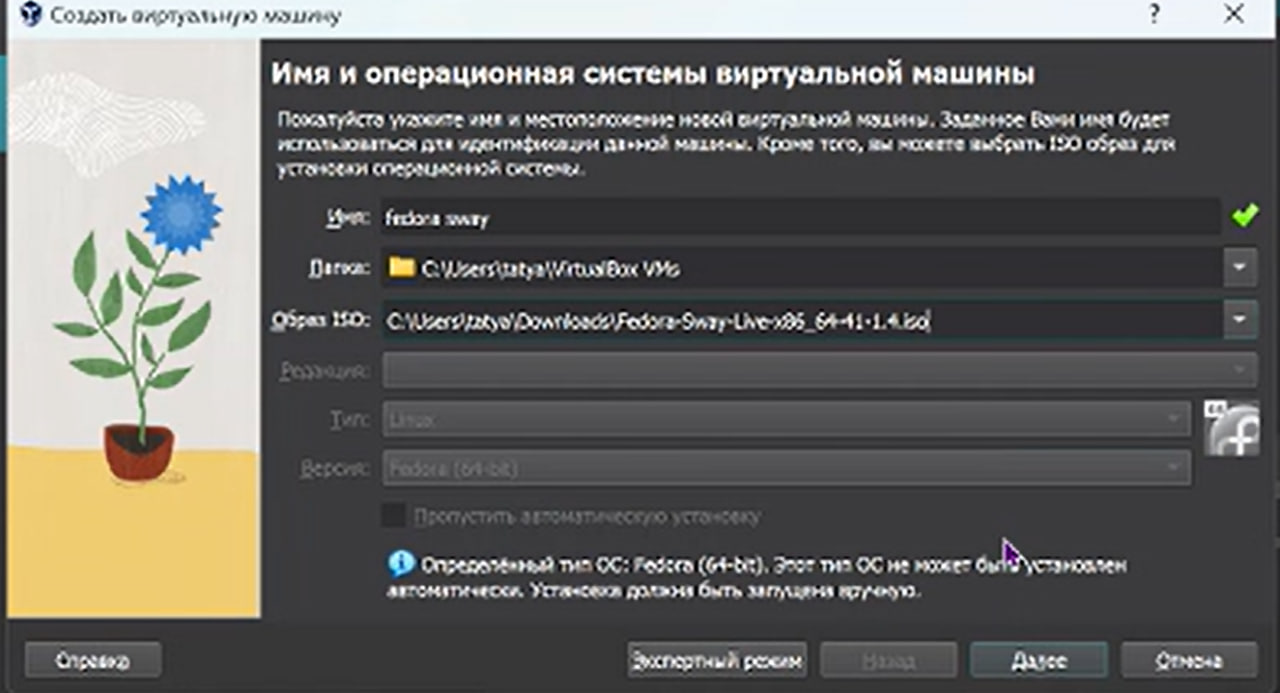 Создать виртуальную машину
?
Имя и операционная системы виртуальной машины
Пожалуйста укажите имя и местоположение новой виртуальной машины. Заданное Вами имя будет
использоваться для идентификации данной машины. Кроме того, вы можете выбрать ISO образ для
установки операционной системы.
Имя: fedora sway
Папка: C:\Users\tatya\VirtualBox VMs
Образ ISO: C:\Users\tatya\Downloads\Fedora-Sway-Live-x86_64-41-1.4.iso
Редакция:
Тип: Linux
64
Версия: Fedora (64-bit)
Пропустить автоматическую установку
Определённый тип ОС: Fedora (64-bit). Этот тип ОС не может быть установлен
автоматически. Установка должна быть запущена вручную.
Справка Экспертный режим Назад Далее Отмена